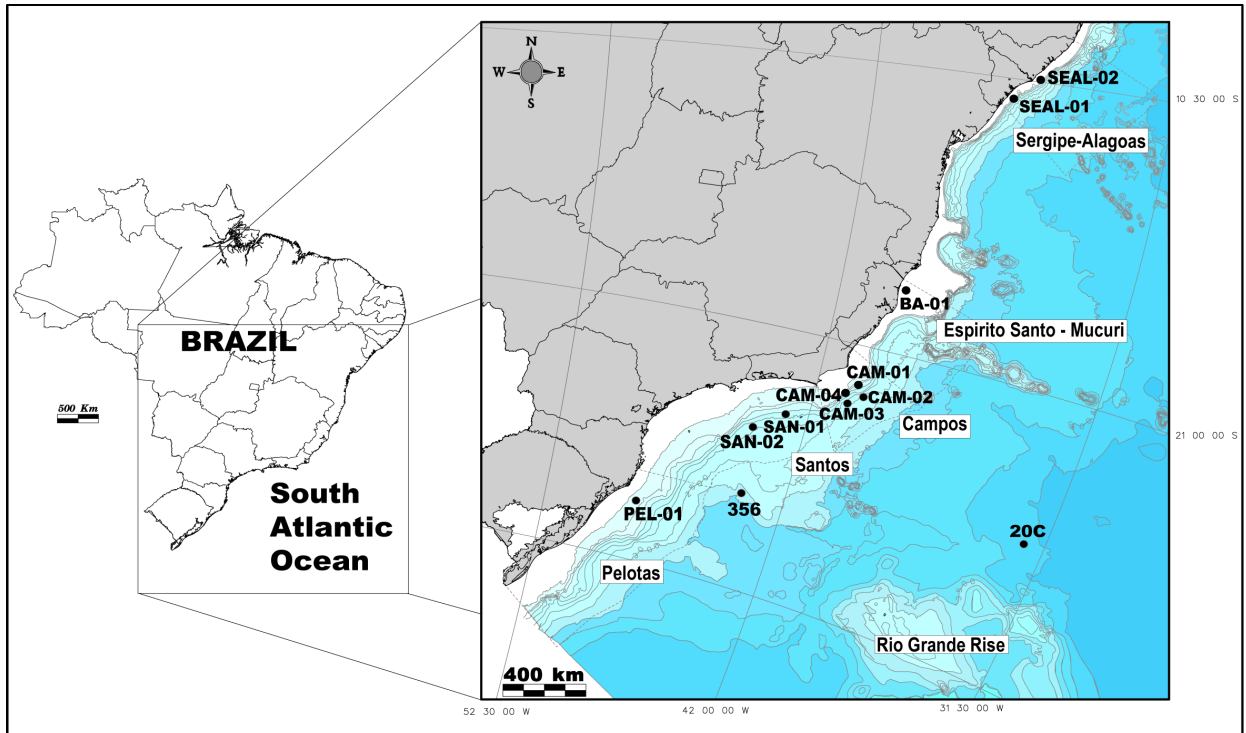 N
W E
S
SEAL-02
SEAL-01
10 30 00 S
Sergipe-Alagoas
BA-01
Espirito Santo - Mucuri
BRAZIL
500 Km
CAM-01
CAM-04
CAM-02
CAM-03
SAN-01
Campos
SAN-02
21 00 00 S
Santos
South
Atlantic
Ocean
PEL-01
356
20C
Pelotas
Rio Grande Rise
400 km
52 30 00 W
42 00 00 W
31 30 00 W